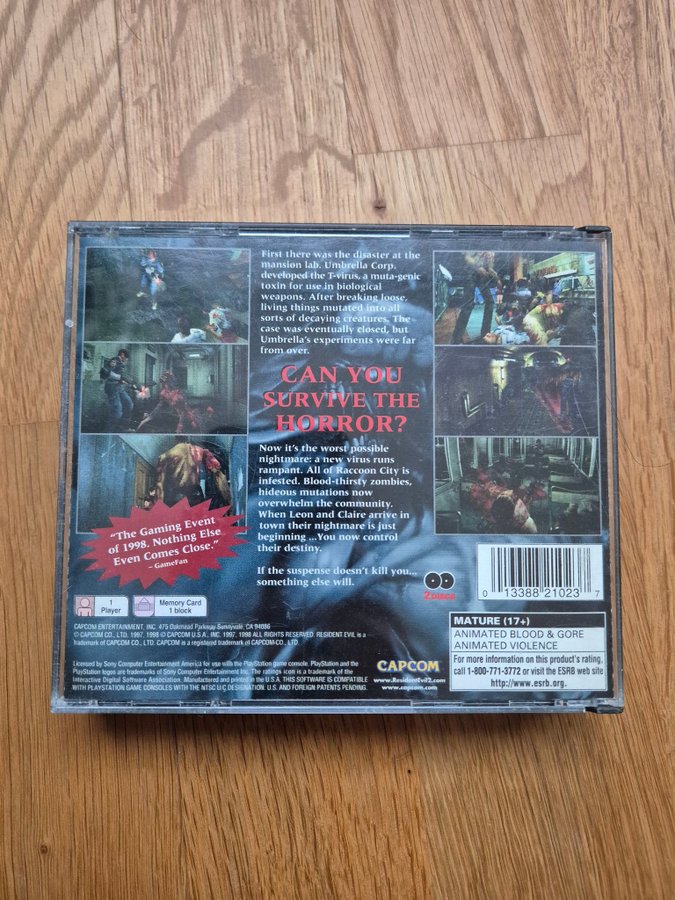 First there was the disaster at the
mansion lab. Umbrella Corp.
developed the T-virus, a muta-genic
toxin for use in biological
weapons. After breaking loose,
living things mutated into all
sorts of decaying creatures. The
case was eventually closed, but
Umbrella's experiments were far
from over.
CAN YOU
SURVIVE THE
HORROR?
Now it's the worst possible
nightmare: a new virus runs
rampant. All of Raccoon City is
infested. Blood-thirsty zombies,
hideous mutations now
overwhelm the community.
When Leon and Claire arrive in
town their nightmare is just
beginning ...You now control
their destiny.
If the suspense doesn't kill you...
something else will.
"The Gaming Event
of 1998. Nothing Else
Even Comes Close."
- GameFan
2 DISCS
0 13388 21023 7
1
Player
Memory Card
1 block
CAPCOM ENTERTAINMENT, INC. 475 Oakmead Parkway Sunnyvale, CA 94086
© CAPCOM CO., LTD. 1997, 1998 © CAPCOM U.S.A., INC. 1997, 1998 ALL RIGHTS RESERVED. RESIDENT EVIL is a
trademark of CAPCOM CO., LTD. CAPCOM is a registered trademark of CAPCOM CO., LTD.
Licensed by Sony Computer Entertainment America for use with the PlayStation game console. PlayStation and the
PlayStation logos are trademarks of Sony Computer Entertainment Inc. The ratings icon is a trademark of the
Interactive Digital Software Association. Manufactured and printed in the U.S.A. THIS SOFTWARE IS COMPATIBLE
WITH PLAYSTATION GAME CONSOLES WITH THE NTSC U/C DESIGNATION. U.S. AND FOREIGN PATENTS PENDING.
CAPCOM
www.ResidentEvil2.com
www.capcom.com
MATURE (17+)
ANIMATED BLOOD & GORE
ANIMATED VIOLENCE
For more information on this product's rating,
call 1-800-771-3772 or visit the ESRB web site
http://www.esrb.org.